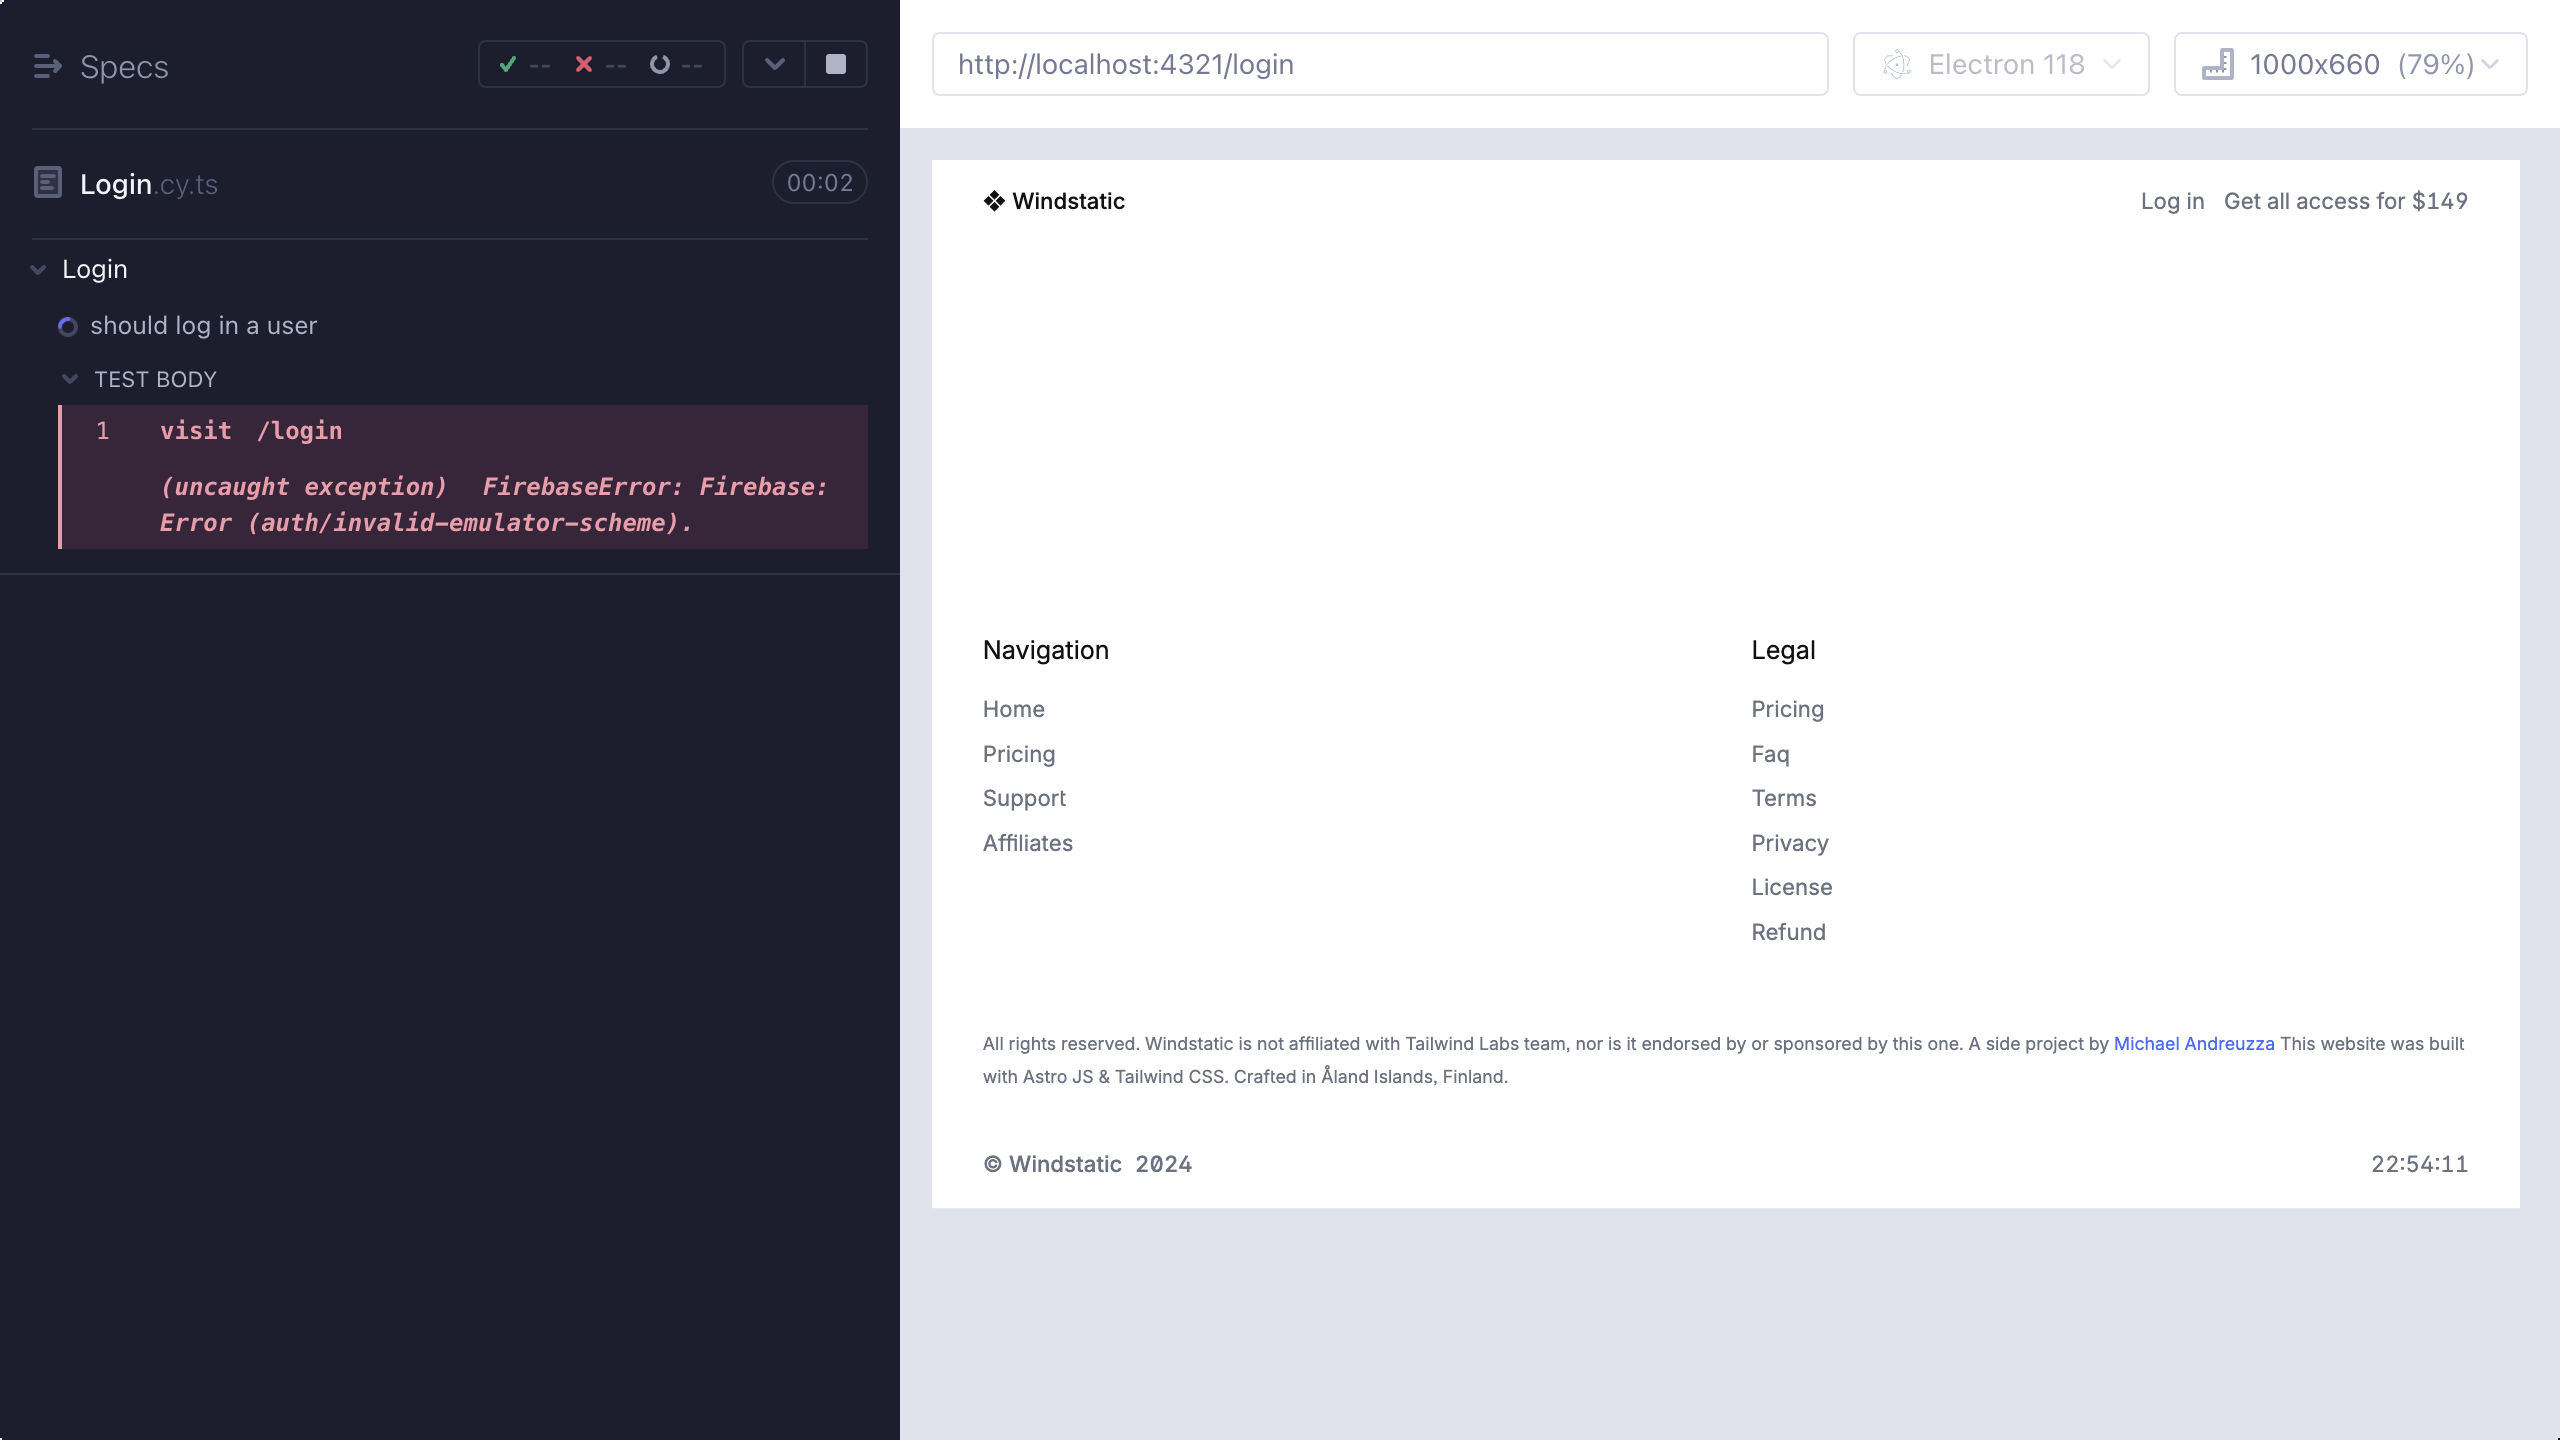 Specs
-- -- --
Login.cy.ts
00:02
Login
should log in a user
TEST BODY
1 visit /login
(uncaught exception) FirebaseError: Firebase:
Error (auth/invalid-emulator-scheme).
http://localhost:4321/login
Electron 118
1000x660 (79%)
Windstatic
Log in Get all access for $149
Navigation
Home
Pricing
Support
Affiliates
Legal
Pricing
Faq
Terms
Privacy
License
Refund
All rights reserved. Windstatic is not affiliated with Tailwind Labs team, nor is it endorsed by or sponsored by this one. A side project by Michael Andreuzza This website was built
with Astro JS & Tailwind CSS. Crafted in Åland Islands, Finland.
© Windstatic 2024
22:54:11